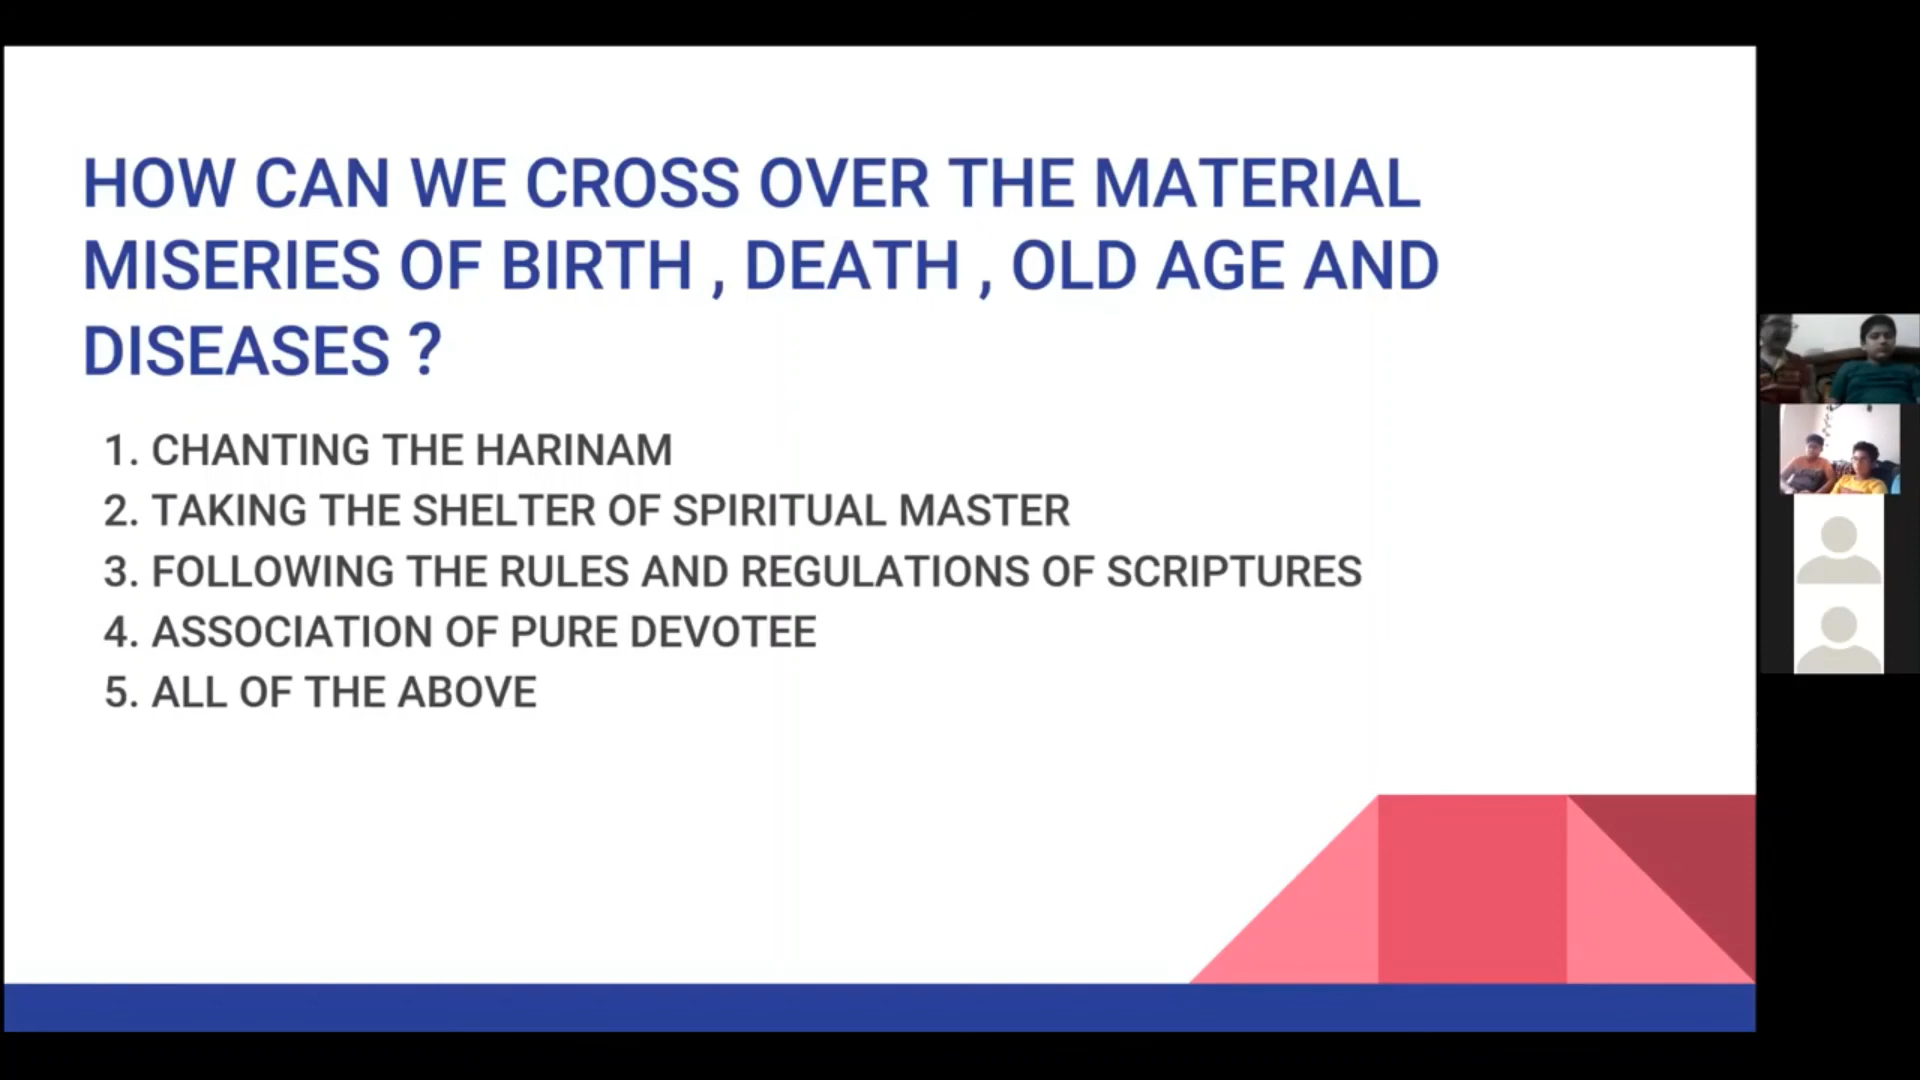 HOW CAN WE CROSS OVER THE MATERIAL
MISERIES OF BIRTH , DEATH , OLD AGE AND
DISEASES ?
1. CHANTING THE HARINAM
2. TAKING THE SHELTER OF SPIRITUAL MASTER
3. FOLLOWING THE RULES AND REGULATIONS OF SCRIPTURES
4. ASSOCIATION OF PURE DEVOTEE
5. ALL OF THE ABOVE